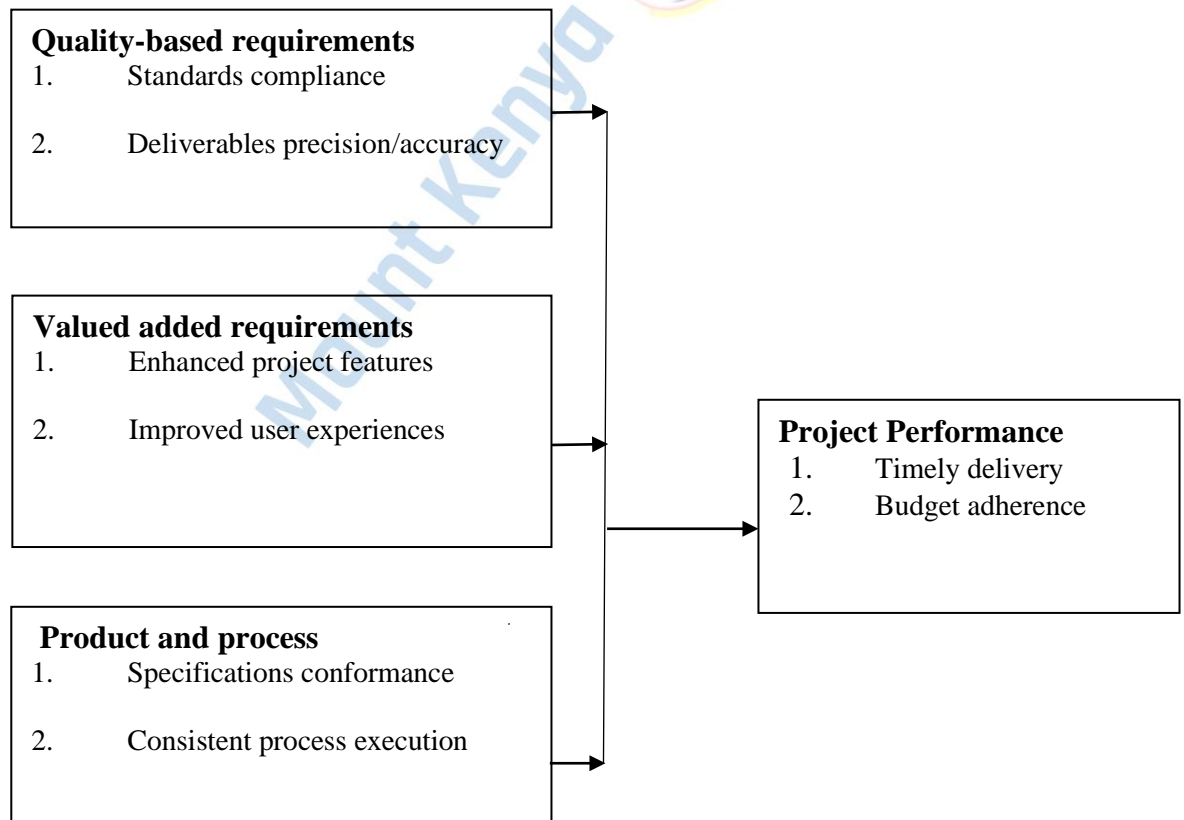 Quality-based requirements
1. Standards compliance
2. Deliverables precision/accuracy
Valued added requirements
1. Enhanced project features
2. Improved user experiences
Product and process
1. Specifications conformance
2. Consistent process execution
Project Performance
1. Timely delivery
2. Budget adherence
Mount Kenya